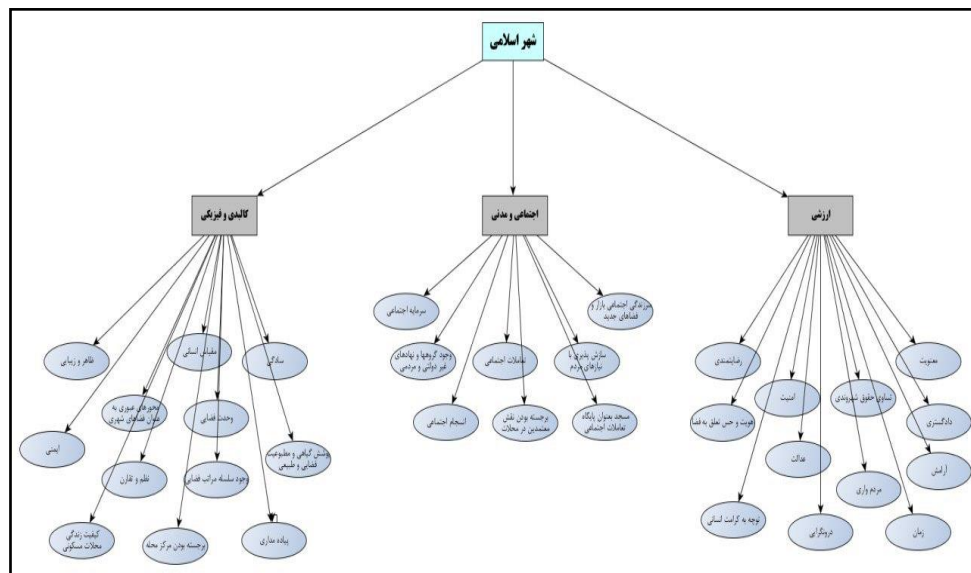 شهر اسلامی
ارزشی
اجتماعی و مدنی
کالبدی و فیزیکی
معنویت
تساوی حقوق شهروندی
امنیت
رضایتمندی
دادگستری
هویت و حس تعلق به فضا
آرامش
عدالت
مردم واری
توجه به کرامت انسانی
زمان
درونگرایی
سرزندگی اجتماعی بازار و
فضاهای جدید
سرمایه اجتماعی
سازش پذیری با
نیازهای مردم
تعاملات اجتماعی
وجود گروهها و نهادهای
غیر دولتی و مردمی
مسجد بعنوان پایگاه
تعاملات اجتماعی
برجسته بودن نقش
معتمدین در محلات
انسجام اجتماعی
سادگی
مقیاس انسانی
ظاهر و زیبایی
وحدت فضایی
محورهای عبوری به
عنوان فضاهای شهری
ایمنی
پوشش گیاهی و مطبوعیت
فضایی و طبیعی
وجود سلسله مراتب فضایی
نظم و تقارن
پیاده مداری
برجسته بودن مرکز محله
کیفیت زندگی
محلات مسکونی